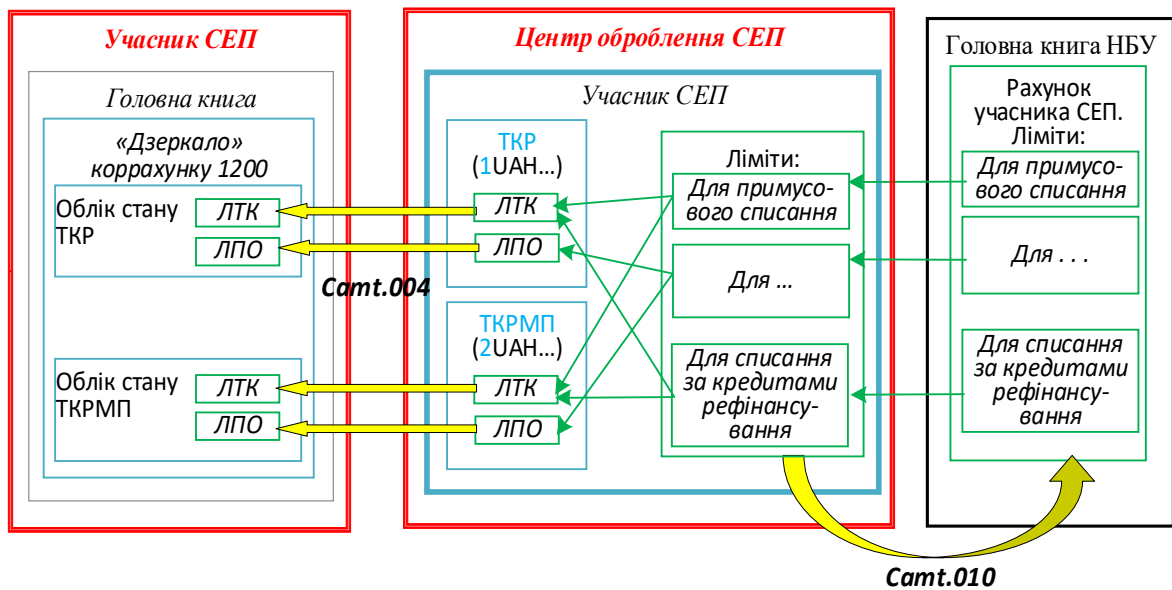 Учасник СЕП
Головна книга
«Дзеркало»
коррахунку 1200
Облік стану
ТКР
ЛТК
ЛПО
Облік стану
ТКРМП
ЛТК
ЛПО
Camt.004
Центр оброблення СЕП
Учасник СЕП
ТКР
(1UAH...)
ЛТК
ЛПО
ТКРМП
(2UAH...)
ЛТК
ЛПО
Ліміти:
Для примусо-
вого списання
Для ...
Для списання
за кредитами
рефінансу-
вання
Головна книга НБУ
Рахунок
учасника СЕП.
Ліміти:
Для примусо-
вого списання
Для . . .
Для списання
за кредитами
рефінансу-
вання
Camt.010